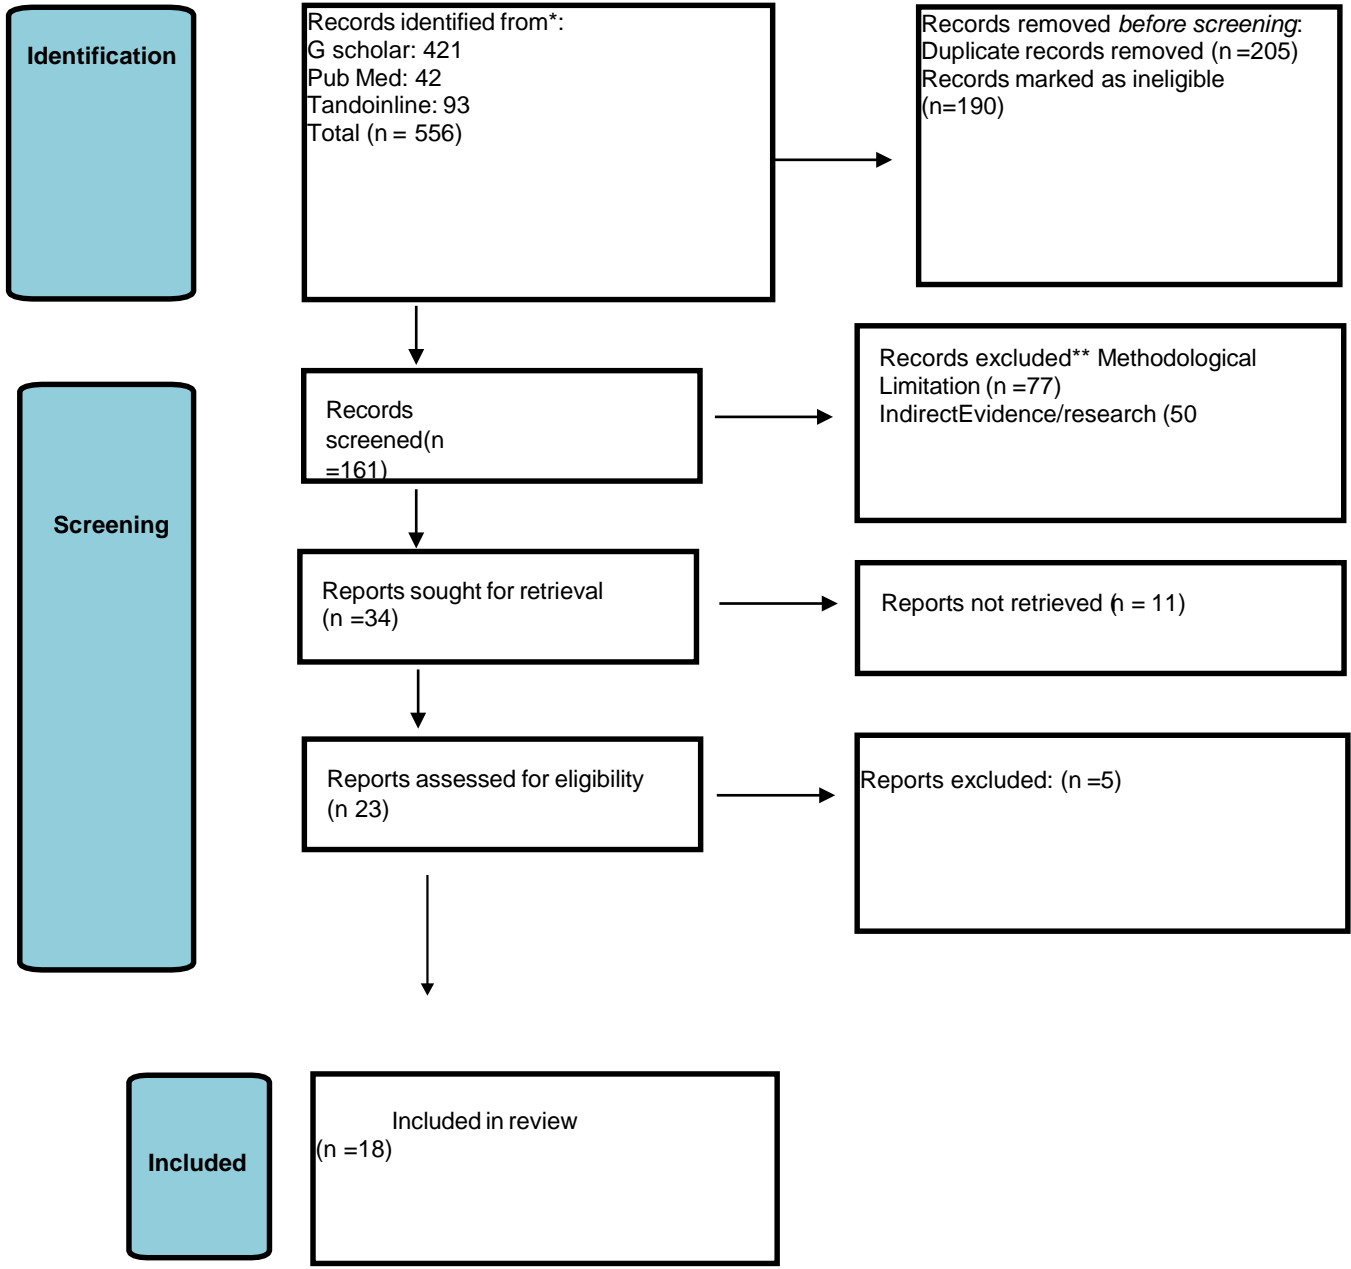 Identification
Records identified from*:
G scholar: 421
Pub Med: 42
Tandoinline: 93
Total (n = 556)
Records removed before screening:
Duplicate records removed (n =205)
Records marked as ineligible
(n=190)
Screening
Records
screened(n
=161)
Records excluded** Methodological
Limitation (n =77)
IndirectEvidence/research (50
Reports sought for retrieval
(n =34)
Reports not retrieved (n = 11)
Reports assessed for eligibility
(n 23)
Reports excluded: (n =5)
Included
Included in review
(n =18)